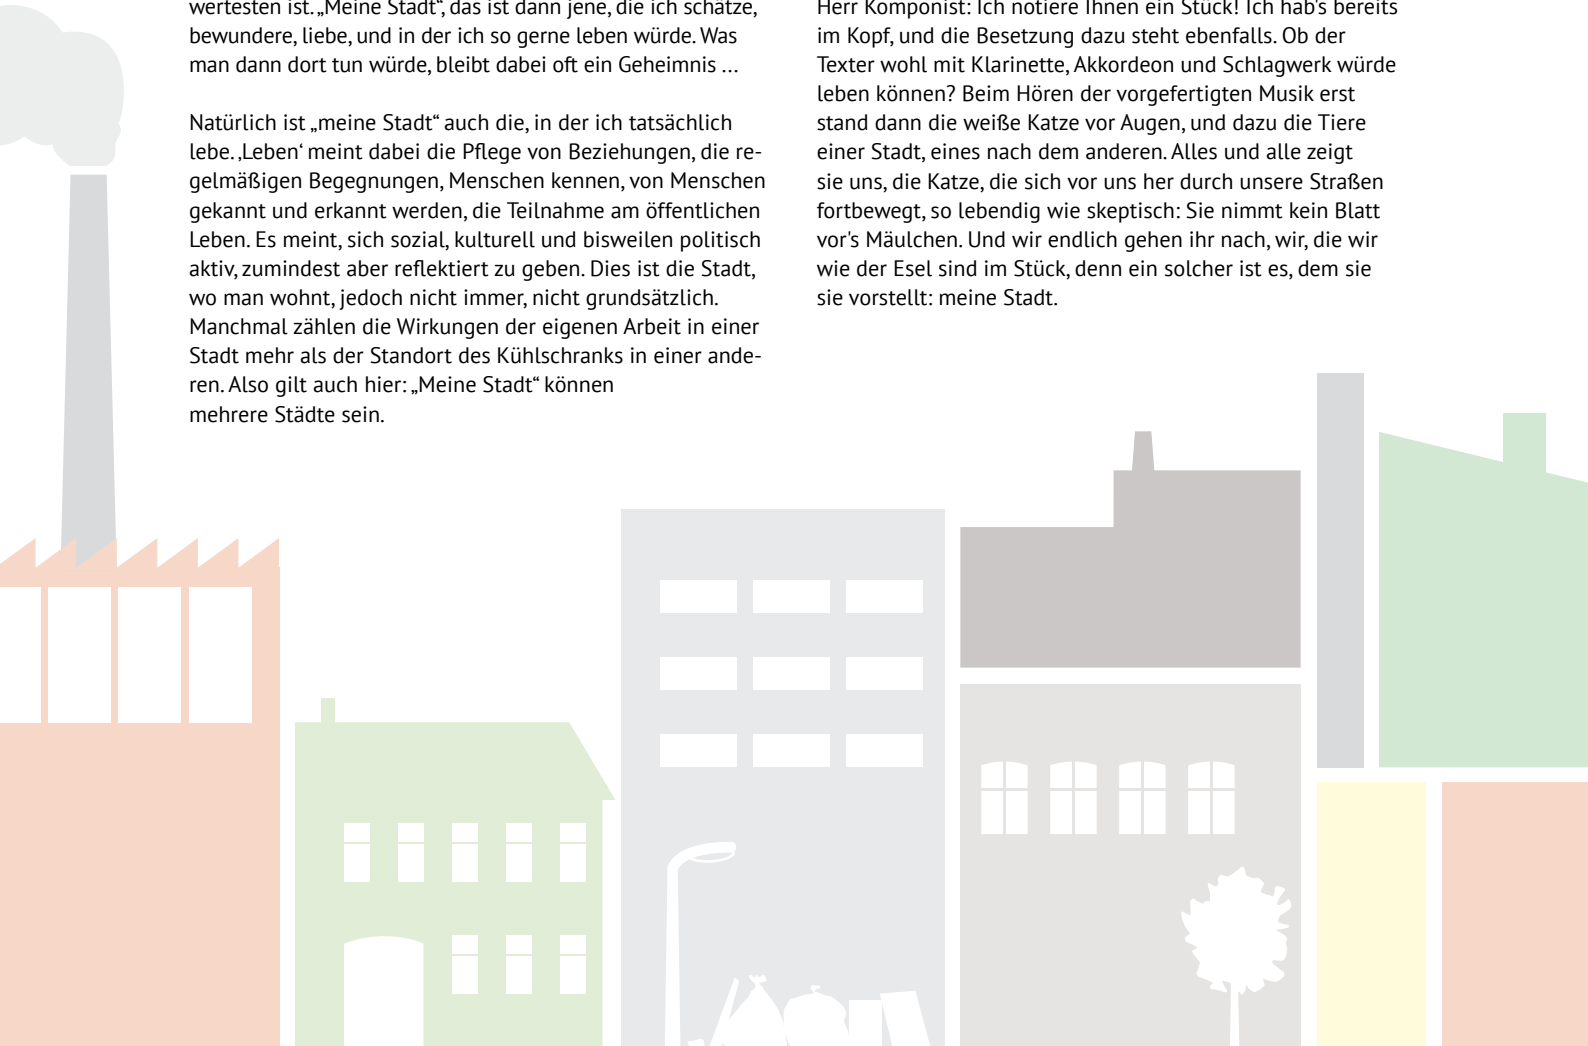 wertesten ist. „Meine Stadt“, das ist dann jene, die ich schätze,
bewundere, liebe, und in der ich so gerne leben würde. Was
man dann dort tun würde, bleibt dabei oft ein Geheimnis ...
Natürlich ist „meine Stadt“ auch die, in der ich tatsächlich
lebe. ‚Leben‘ meint dabei die Pflege von Beziehungen, die re-
gelmäßigen Begegnungen, Menschen kennen, von Menschen
gekannt und erkannt werden, die Teilnahme am öffentlichen
Leben. Es meint, sich sozial, kulturell und bisweilen politisch
aktiv, zumindest aber reflektiert zu geben. Dies ist die Stadt,
wo man wohnt, jedoch nicht immer, nicht grundsätzlich.
Manchmal zählen die Wirkungen der eigenen Arbeit in einer
Stadt mehr als der Standort des Kühlschranks in einer ande-
ren. Also gilt auch hier: „Meine Stadt“ können
mehrere Städte sein.
Herr Komponist: Ich notiere Ihnen ein Stück! Ich hab's bereits
im Kopf, und die Besetzung dazu steht ebenfalls. Ob der
Texter wohl mit Klarinette, Akkordeon und Schlagwerk würde
leben können? Beim Hören der vorgefertigten Musik erst
stand dann die weiße Katze vor Augen, und dazu die Tiere
einer Stadt, eines nach dem anderen. Alles und alle zeigt
sie uns, die Katze, die sich vor uns her durch unsere Straßen
fortbewegt, so lebendig wie skeptisch: Sie nimmt kein Blatt
vor's Mäulchen. Und wir endlich gehen ihr nach, wir, die wir
wie der Esel sind im Stück, denn ein solcher ist es, dem sie
sie vorstellt: meine Stadt.